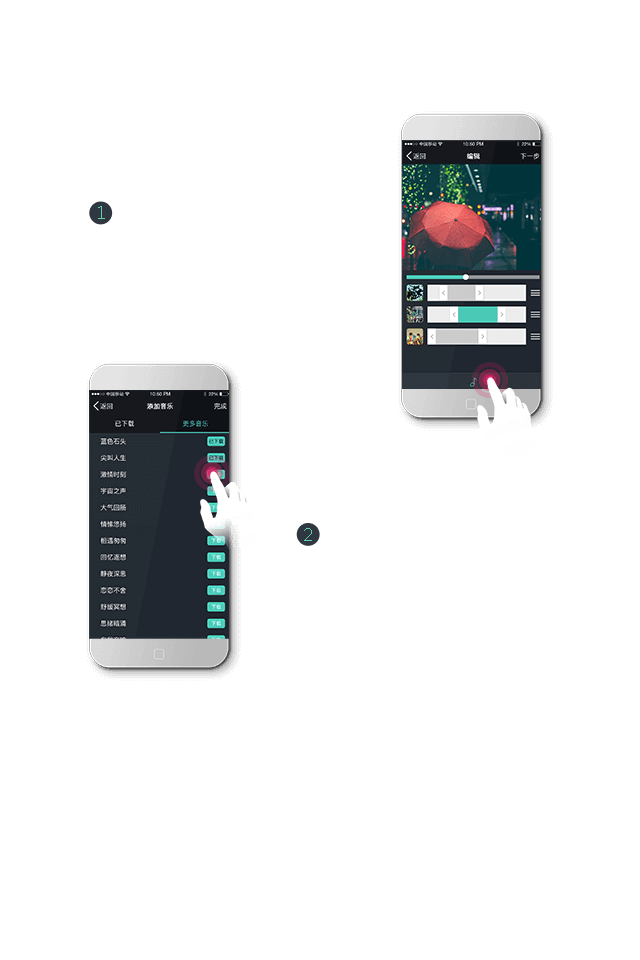 1
中国移动 10:50 PM 22%
返回 编辑 下一步
中国移动 10:50 PM 22%
返回 添加音乐 完成
已下载 更多音乐
蓝色石头 已下载
尖叫人生 已下载
激情时刻
宇宙之声
大气回肠
情缘悠扬
相遇匆匆 下载
回忆遐想 下载
静夜深思 下载
恋恋不舍 下载
舒缓冥想 下载
思绪暗涌 下载
2